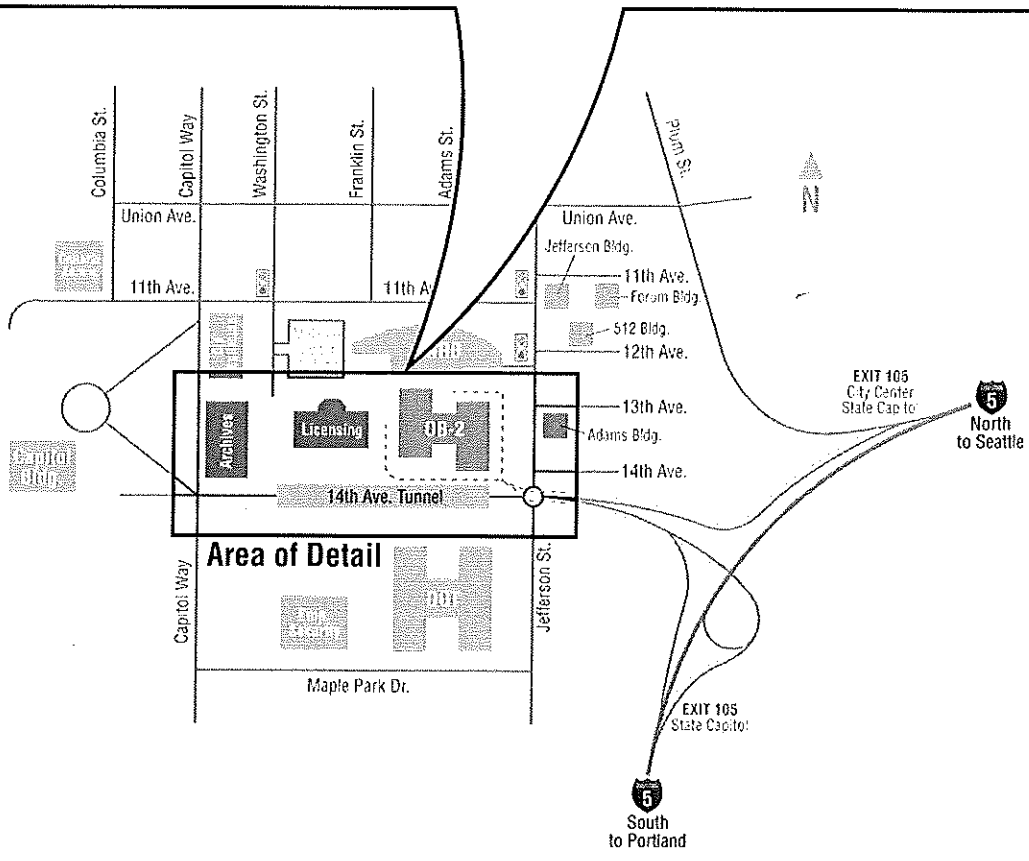 Columbia St.
Capitol Way
Washington St.
Franklin St.
Adams St.
Plum St.
N
Union Ave.
Union Ave.
Jefferson Bldg.
11th Ave.
11th Av
11th Ave.
Forum Bldg.
512 Bldg.
12th Ave.
EXIT 105
City Center
State Capitol
5
North
to Seattle
13th Ave.
Archives
Licensing
OB-2
Adams Bldg.
Capitol
Bldg.
14th Ave.
14th Ave. Tunnel
Area of Detail
Capitol Way
Jefferson St.
Maple Park Dr.
EXIT 105
State Capitol
5
South
to Portland